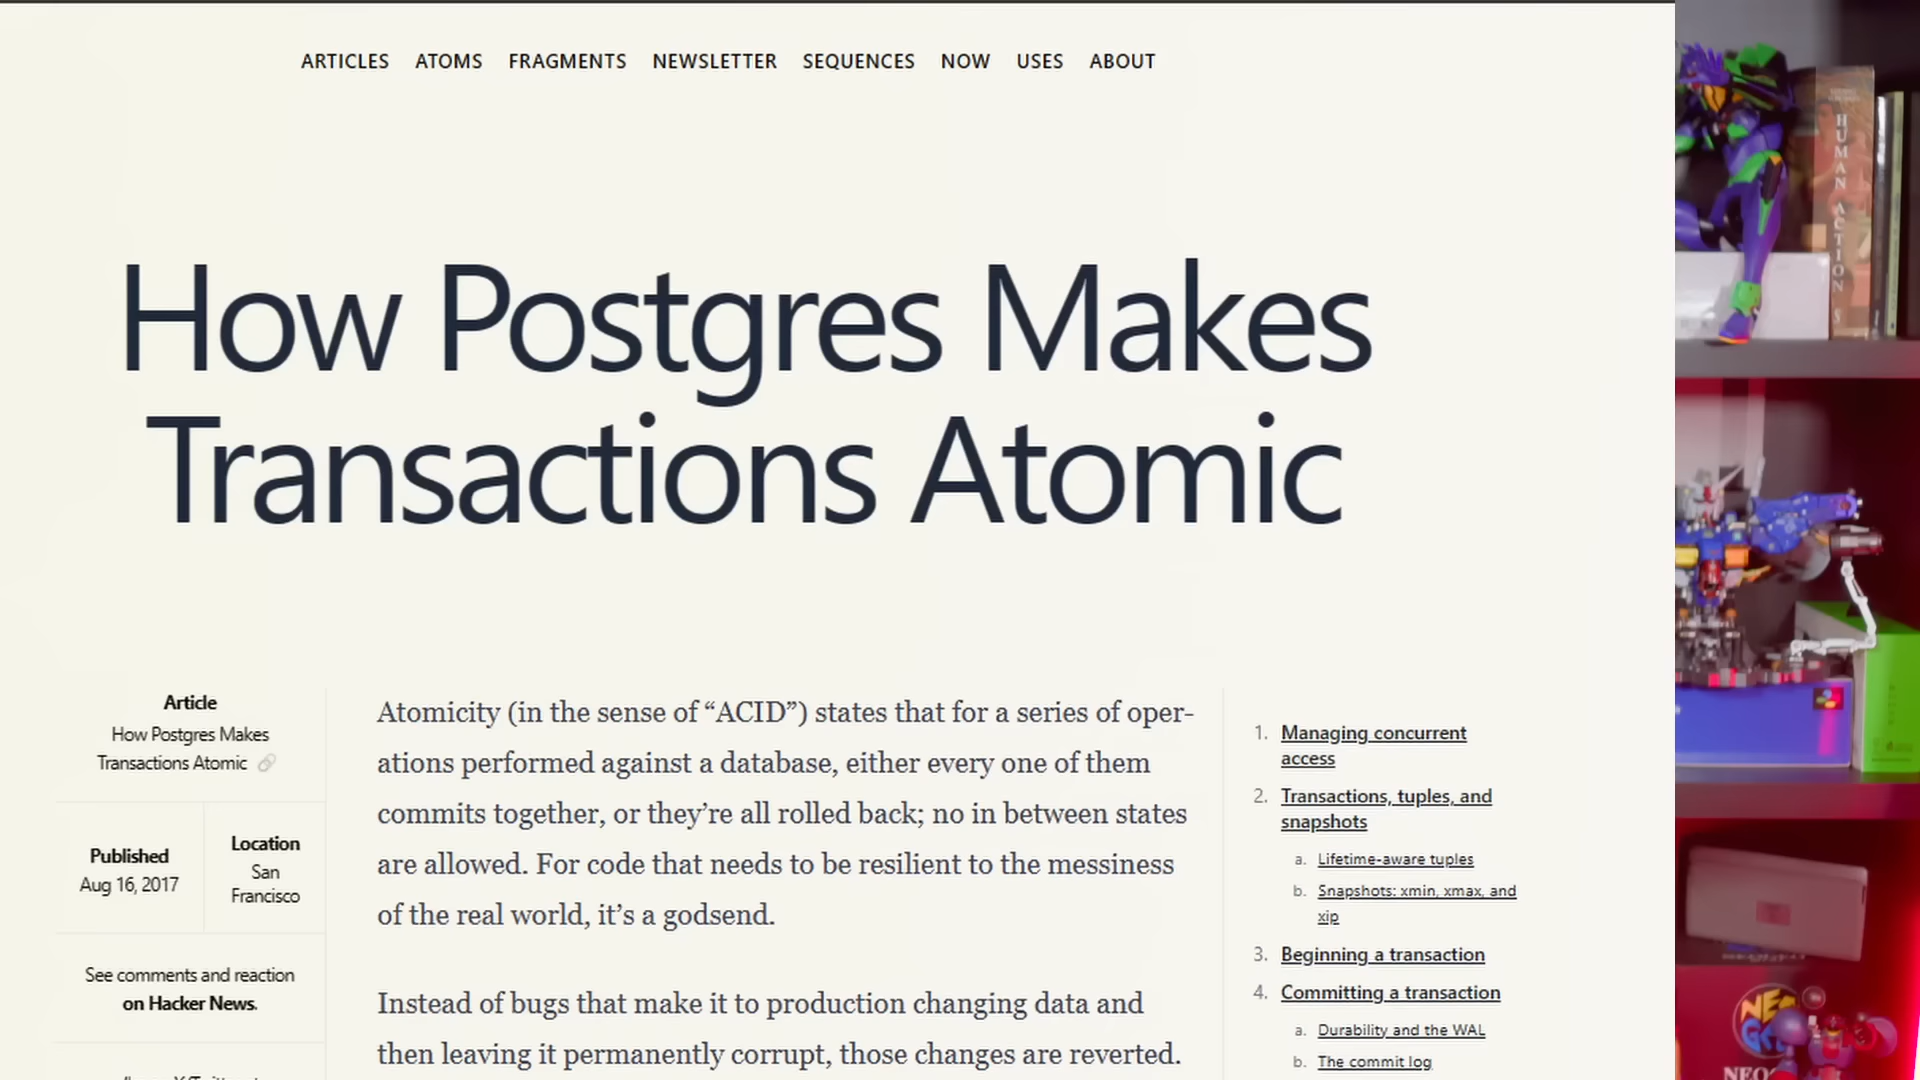 ARTICLES ATOMS FRAGMENTS NEWSLETTER SEQUENCES NOW USES ABOUT
How Postgres Makes
Transactions Atomic
Article
How Postgres Makes
Transactions Atomic
Published
Aug 16, 2017
Location
San
Francisco
See comments and reaction
on Hacker News.
Atomicity (in the sense of “ACID”) states that for a series of oper-
ations performed against a database, either every one of them
commits together, or they’re all rolled back; no in between states
are allowed. For code that needs to be resilient to the messiness
of the real world, it’s a godsend.
Instead of bugs that make it to production changing data and
then leaving it permanently corrupt, those changes are reverted.
1. Managing concurrent
access
2. Transactions, tuples, and
snapshots
a. Lifetime-aware tuples
b. Snapshots: xmin, xmax, and
xip
3. Beginning a transaction
4. Committing a transaction
a. Durability and the WAL
b. The commit log
HUMAN ACTION